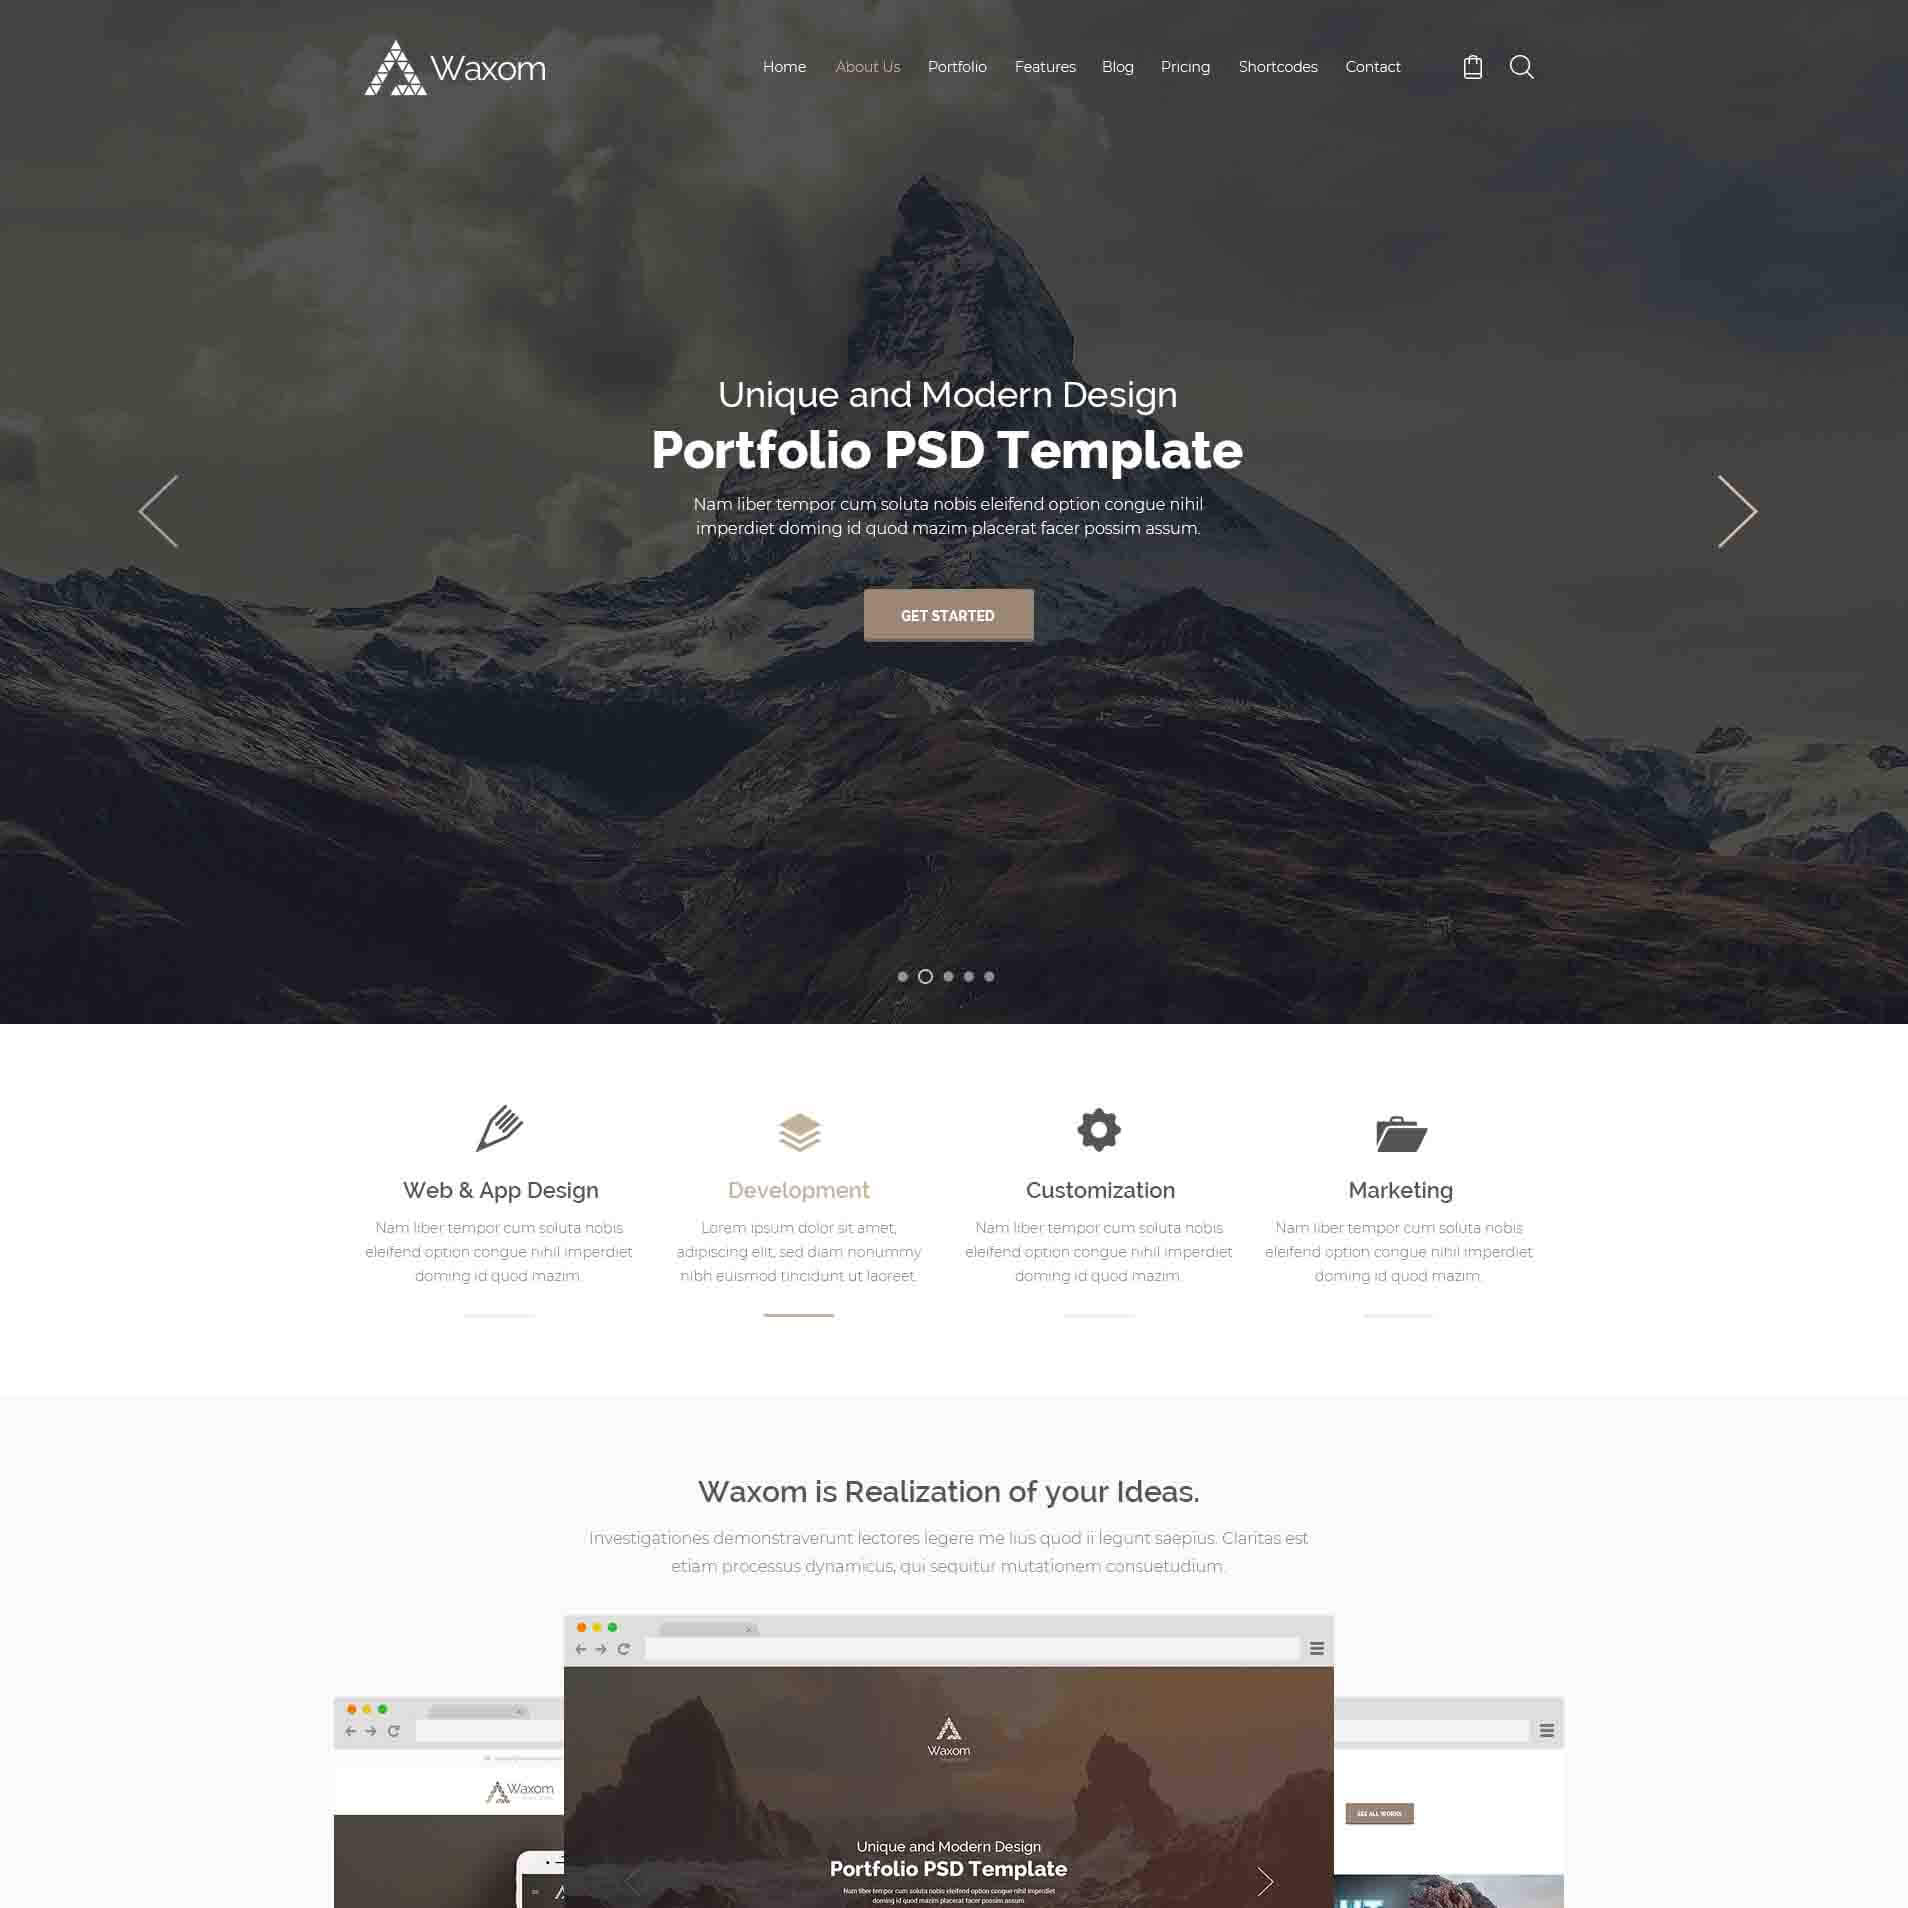 Waxom
Home About Us Portfolio Features Blog Pricing Shortcodes Contact
Unique and Modern Design
Portfolio PSD Template
Nam liber tempor cum soluta nobis eleifend option congue nihil
imperdiet doming id quod mazim placerat facer possim assum.
GET STARTED
Web & App Design
Nam liber tempor cum soluta nobis
eleifend option congue nihil imperdiet
doming id quod mazim.
Development
Lorem ipsum dolor sit amet,
adipiscing elit, sed diam nonummy
nibh euismod tincidunt ut laoreet.
Customization
Nam liber tempor cum soluta nobis
eleifend option congue nihil imperdiet
doming id quod mazim.
Marketing
Nam liber tempor cum soluta nobis
eleifend option congue nihil imperdiet
doming id quod mazim.
Waxom is Realization of your Ideas.
Investigationes demonstraverunt lectores legere me lius quod ii legunt saepius. Claritas est
etiam processus dynamicus, qui sequitur mutationem consuetudium.
Waxom
Waxom
SEE ALL WORKS
Unique and Modern Design
Portfolio PSD Template
Nam liber tempor cum soluta nobis eleifend option congue nihil imperdiet
doming id quod mazim placerat facer possim assum.